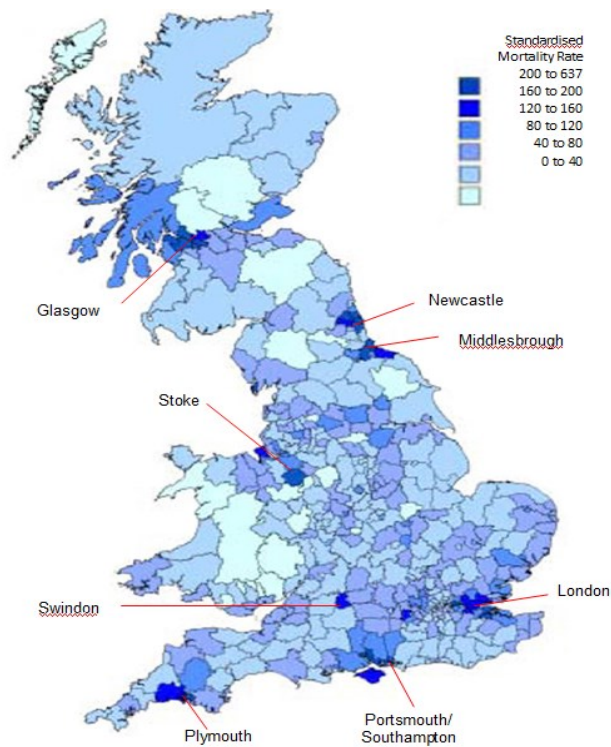 Standardised
Mortality Rate
200 to 637
160 to 200
120 to 160
80 to 120
40 to 80
0 to 40
Glasgow
Newcastle
Middlesbrough
Stoke
Swindon
London
Plymouth
Portsmouth/
Southampton